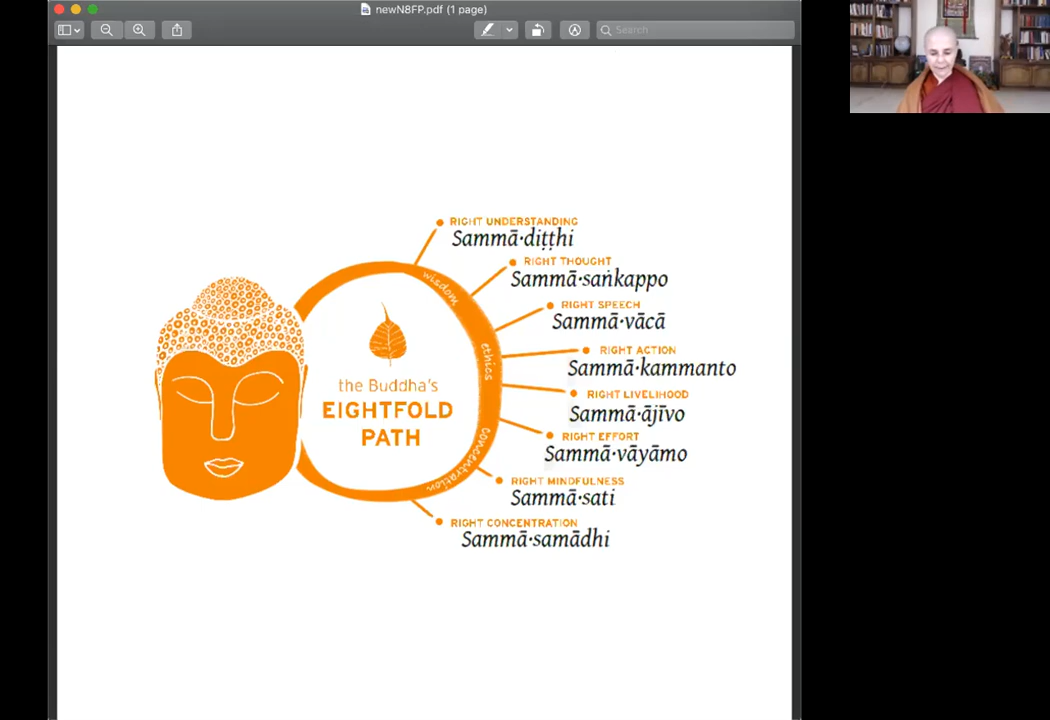 newN8FP.pdf (1 page)
Search
RIGHT UNDERSTANDING
Sammā·diṭṭhi
RIGHT THOUGHT
Sammā·saṅkappo
RIGHT SPEECH
Sammā·vācā
RIGHT ACTION
Sammā·kammanto
RIGHT LIVELIHOOD
Sammā·ājīvo
RIGHT EFFORT
Sammā·vāyāmo
RIGHT MINDFULNESS
Sammā·sati
RIGHT CONCENTRATION
Sammā·samādhi
wisdom
ethics
concentration
the Buddha's
EIGHTFOLD
PATH